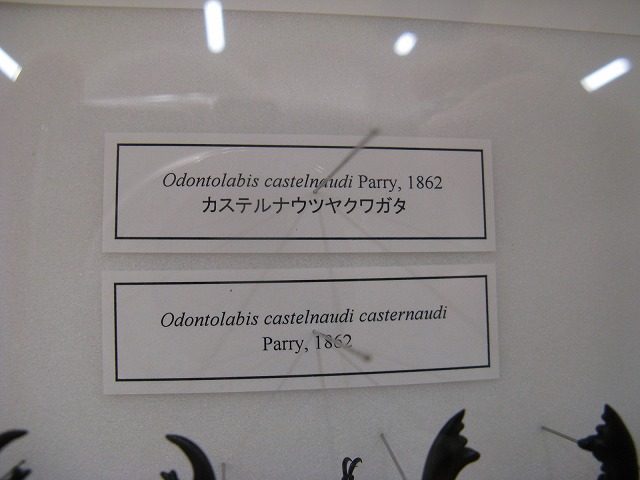 Odontolabis castelnaudi Parry, 1862
カステルナウツヤクワガタ
Odontolabis castelnaudi casternaudi
Parry, 1862